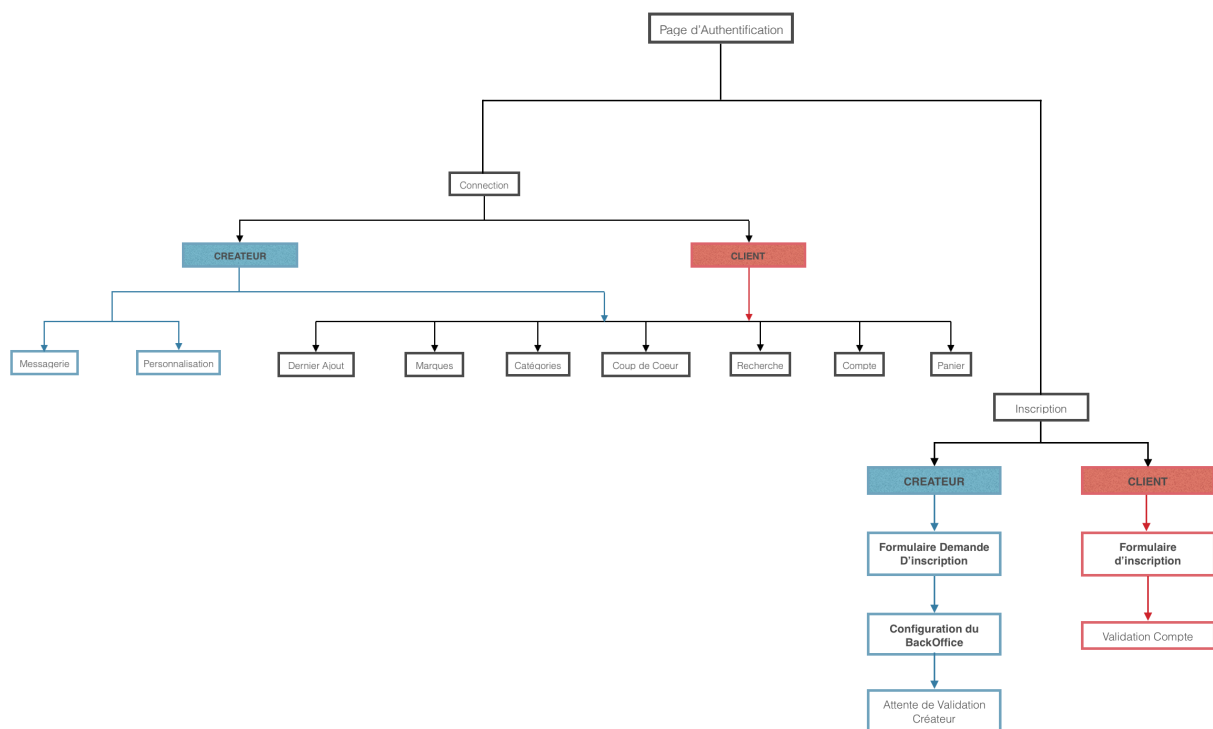 Page d'Authentification
Connection
CREATEUR
CLIENT
Messagerie
Personnalisation
Dernier Ajout
Marques
Catégories
Coup de Coeur
Recherche
Compte
Panier
Inscription
CREATEUR
CLIENT
Formulaire Demande
D'inscription
Formulaire
d'inscription
Configuration du
BackOffice
Validation Compte
Attente de Validation
Créateur